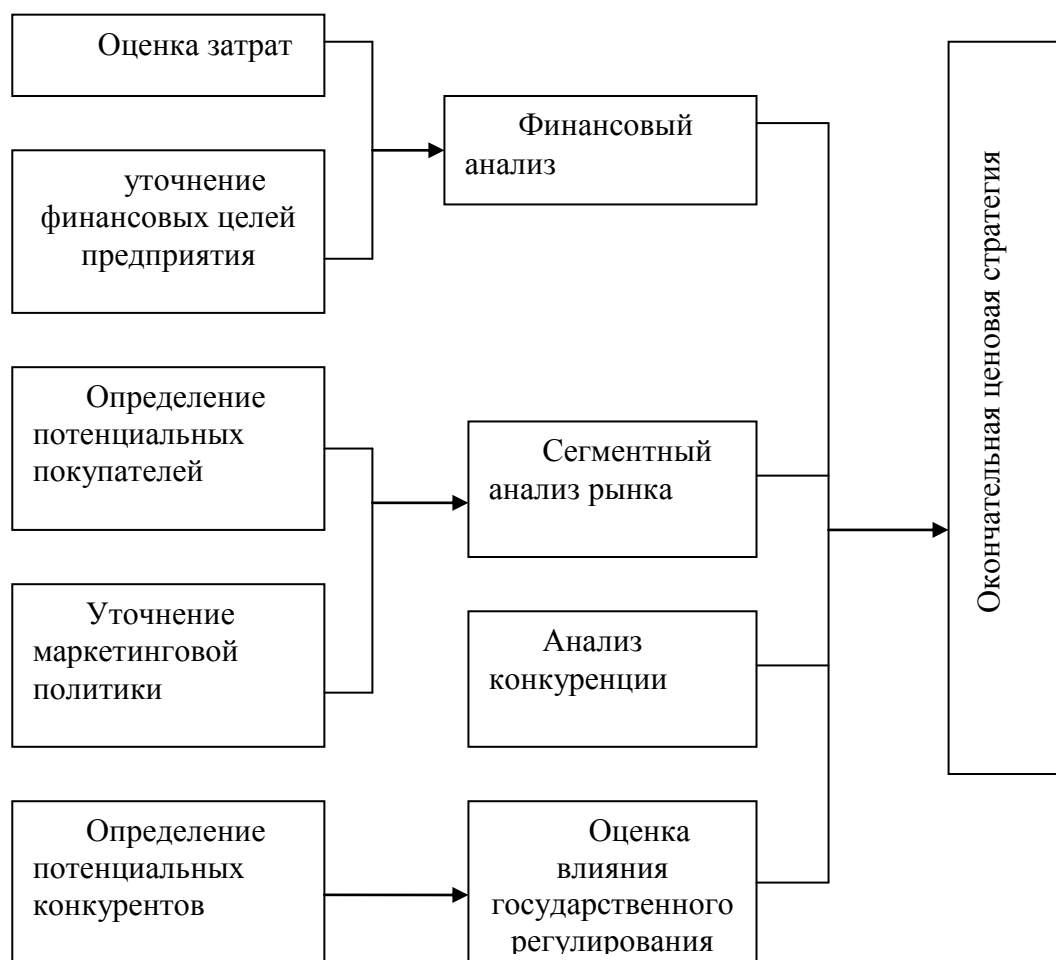 Оценка затрат
уточнение
финансовых целей
предприятия
Определение
потенциальных
покупателей
Уточнение
маркетинговой
политики
Определение
потенциальных
конкурентов
Финансовый
анализ
Сегментный
анализ рынка
Анализ
конкуренции
Оценка
влияния
государственного
регулирования
Окончательная ценовая стратегия